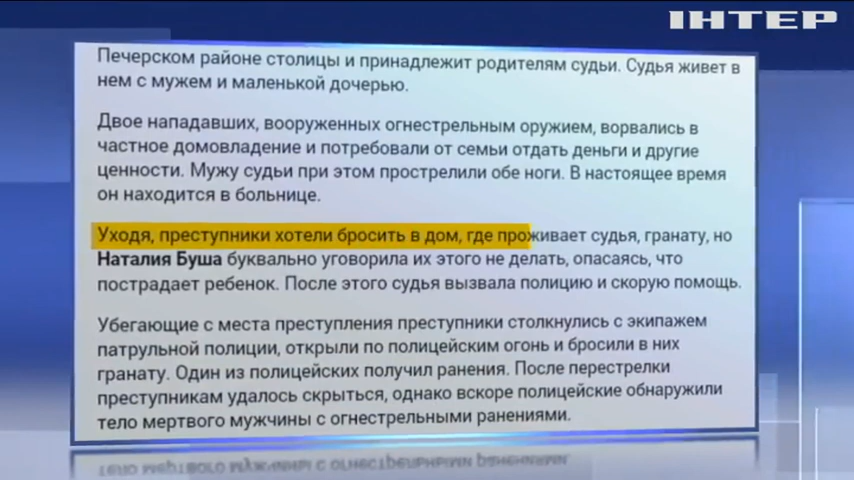 ІНТЕР
Печерском районе столицы и принадлежит родителям судьи. Судья живет в
нем с мужем и маленькой дочерью.
Двое нападавших, вооруженных огнестрельным оружием, ворвались в
частное домовладение и потребовали от семьи отдать деньги и другие
ценности. Мужу судьи при этом прострелили обе ноги. В настоящее время
он находится в больнице.
Уходя, преступники хотели бросить в дом, где проживает судья, гранату, но
Наталия Буша буквально уговорила их этого не делать, опасаясь, что
пострадает ребенок. После этого судья вызвала полицию и скорую помощь.
Убегающие с места преступления преступники столкнулись с экипажем
патрульной полиции, открыли по полицейским огонь и бросили в них
гранату. Один из полицейских получил ранения. После перестрелки
преступникам удалось скрыться, однако вскоре полицейские обнаружили
тело мертвого мужчины с огнестрельными ранениями.